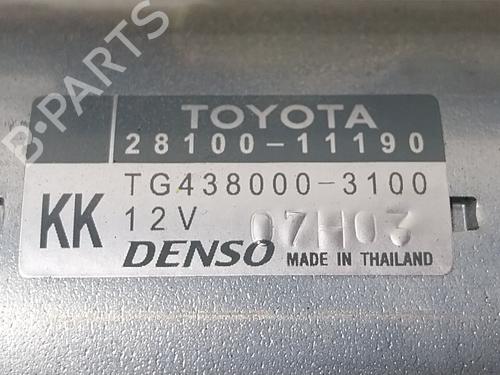 TOYOTA
28100-11190
TG438000-3100
KK
12V 07H03
DENSO MADE IN THAILAND
B-PARTS